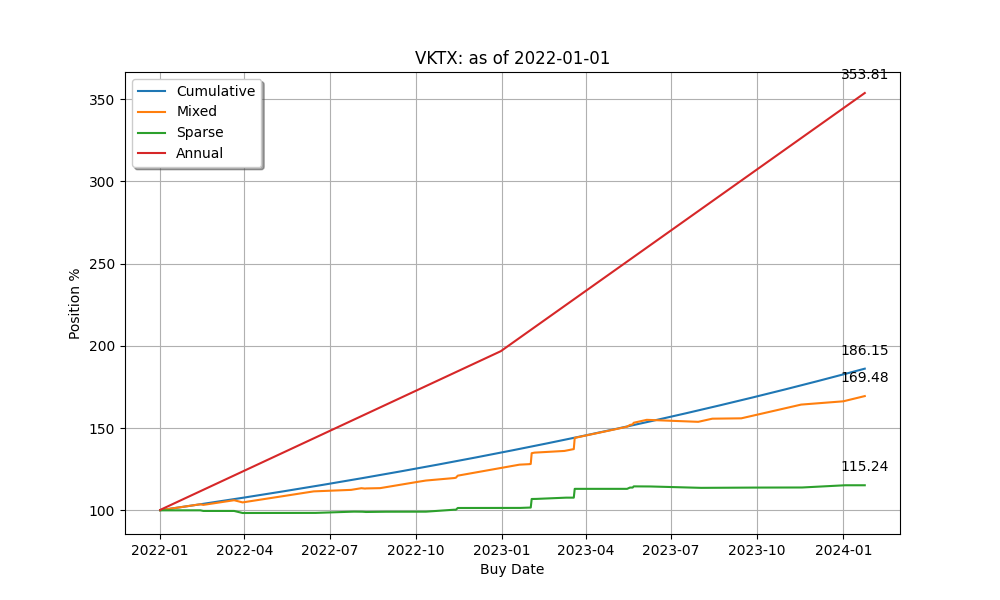 VKTX: as of 2022-01-01
353.81
Cumulative
Mixed
Sparse
Annual
350
300
250
200
150
100
Position %
186.15
169.48
115.24
2022-01 2022-04 2022-07 2022-10 2023-01 2023-04 2023-07 2023-10 2024-01
Buy Date